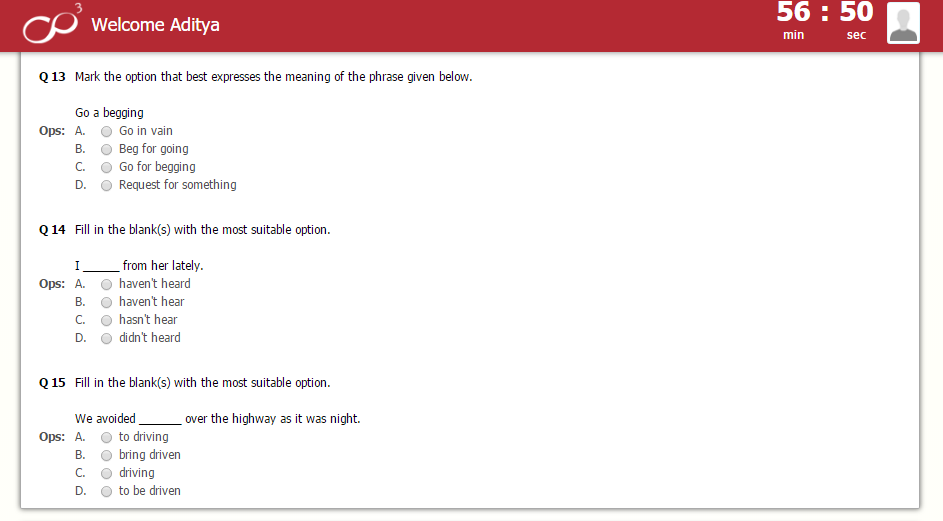 3
Welcome Aditya
56 : 50
min sec
Q 13 Mark the option that best expresses the meaning of the phrase given below.
Go a begging
Ops: A. Go in vain
B. Beg for going
C. Go for begging
D. Request for something
Q 14 Fill in the blank(s) with the most suitable option.
I ______ from her lately.
Ops: A. haven't heard
B. haven't hear
C. hasn't hear
D. didn't heard
Q 15 Fill in the blank(s) with the most suitable option.
We avoided _______ over the highway as it was night.
Ops: A. to driving
B. bring driven
C. driving
D. to be driven